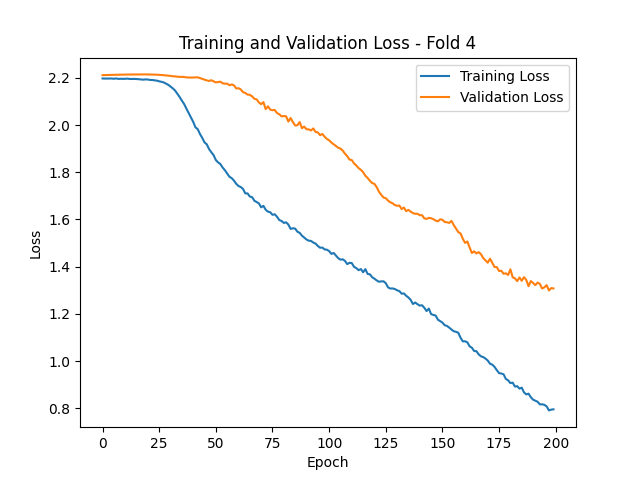 Training and Validation Loss - Fold 4
Training Loss
Validation Loss
Loss
2.2
2.0
1.8
1.6
1.4
1.2
1.0
0.8
0 25 50 75 100 125 150 175 200
Epoch